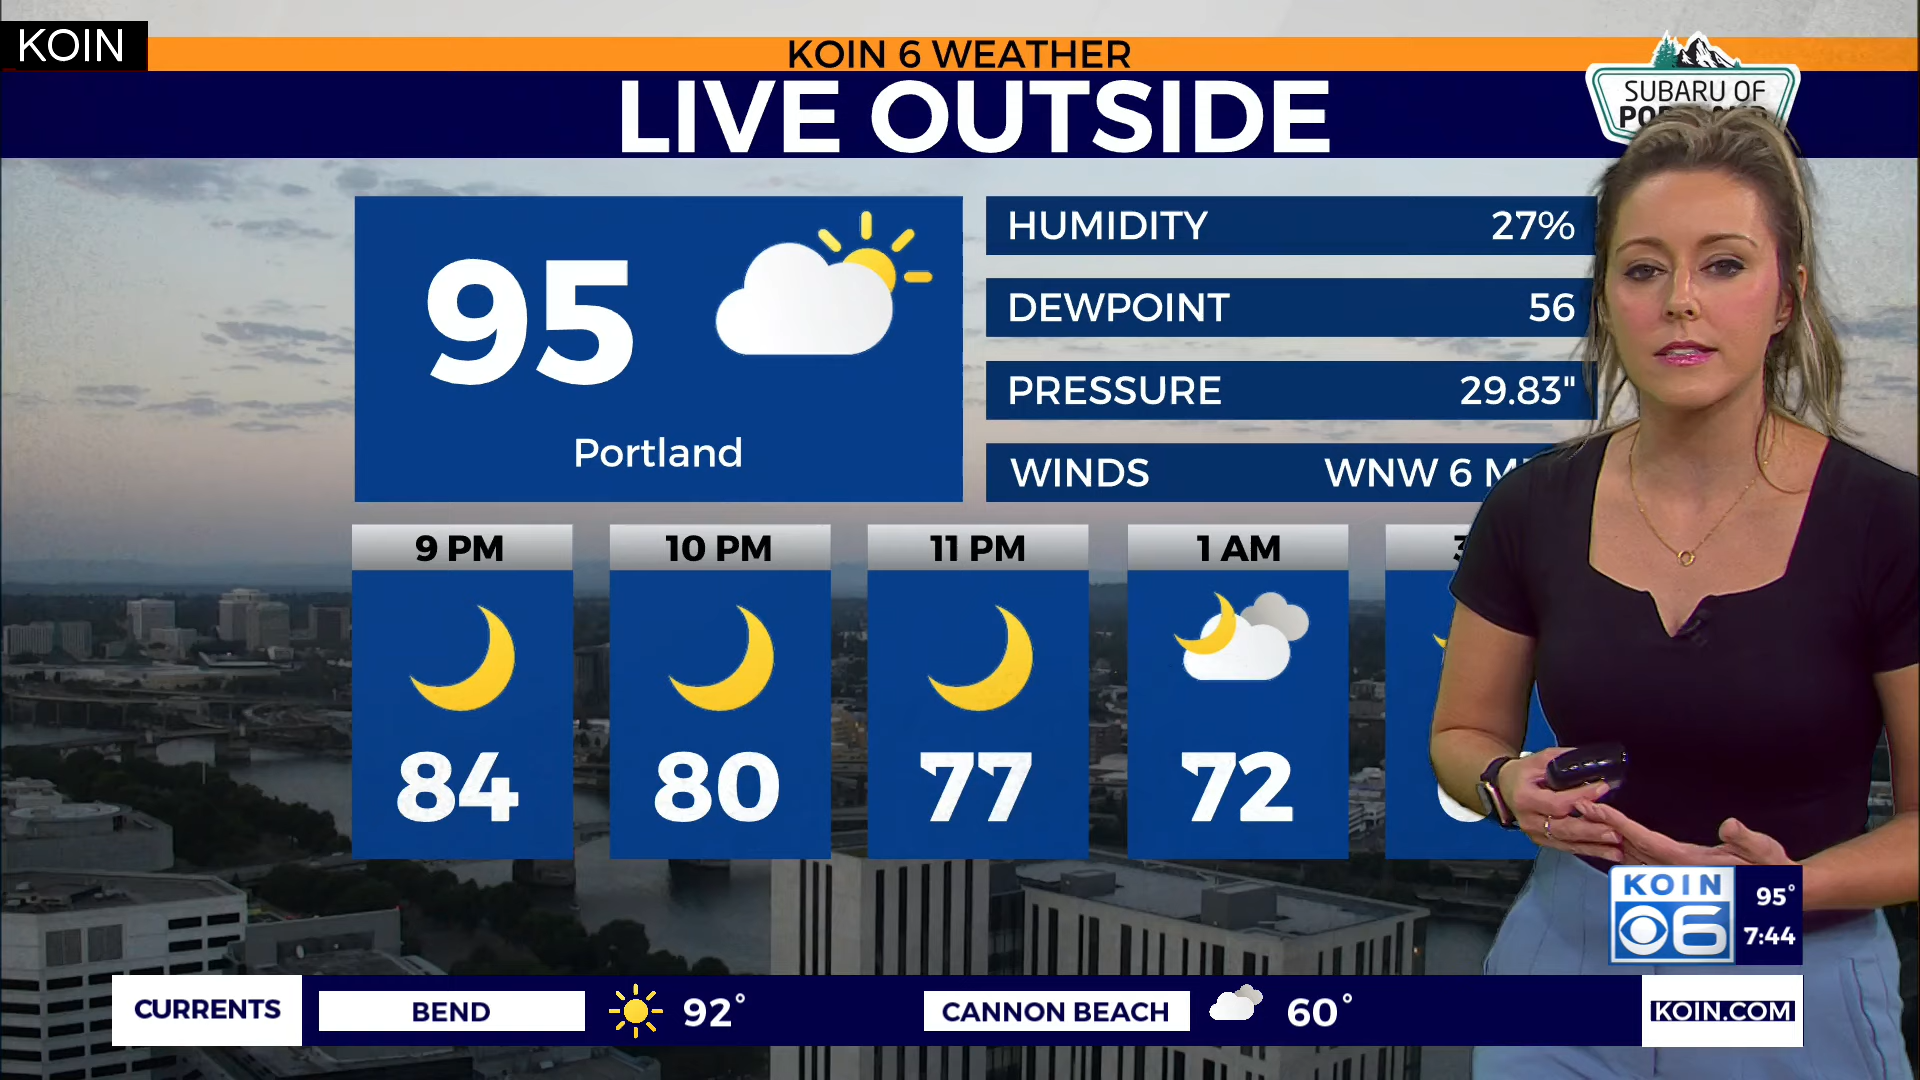 KOIN
KOIN 6 WEATHER
LIVE OUTSIDE
SUBARU OF
95
Portland
HUMIDITY 27%
DEWPOINT 56
PRESSURE 29.83"
WINDS WNW 6
9 PM 10 PM 11 PM 1 AM
84 80 77 72
KOIN
6
95°
7:44
CURRENTS BEND 92° CANNON BEACH 60° KOIN.COM